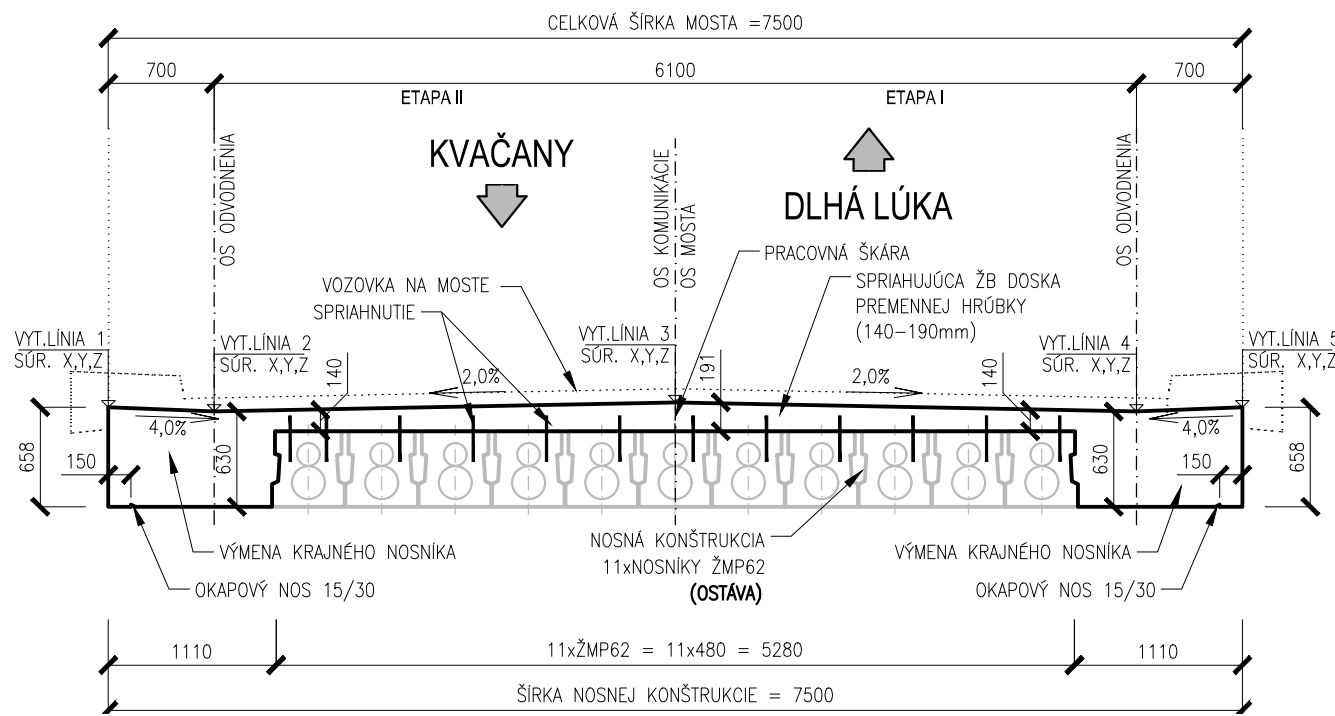 CELKOVÁ ŠÍRKA MOSTA =7500
700
6100
700
ETAPA II
ETAPA I
KVAČANY
DLHÁ LÚKA
OS ODVODNENIA
OS KOMUNIKÁCIE
OS MOSTA
OS ODVODNENIA
PRACOVNÁ ŠKÁRA
VOZOVKA NA MOSTE
SPRIAHNUTIE
SPRIAHUJÚCA ŽB DOSKA
PREMENNEJ HRÚBKY
(140-190mm)
VYT.LÍNIA 1
SÚR. X,Y,Z
VYT.LÍNIA 2
SÚR. X,Y,Z
VYT.LÍNIA 3
SÚR. X,Y,Z
VYT.LÍNIA 4
SÚR. X,Y,Z
VYT.LÍNIA 5
SÚR. X,Y,Z
140
2,0%
191
2,0%
140
4,0%
4,0%
658
150
630
630
150
658
VÝMENA KRAJNÉHO NOSNÍKA
OKAPOVÝ NOS 15/30
NOSNÁ KONŠTRUKCIA
11xNOSNÍKY ŽMP62
(OSTÁVA)
VÝMENA KRAJNÉHO NOSNÍKA
OKAPOVÝ NOS 15/30
1110
11xŽMP62 = 11x480 = 5280
1110
ŠÍRKA NOSNEJ KONŠTRUKCIE = 7500